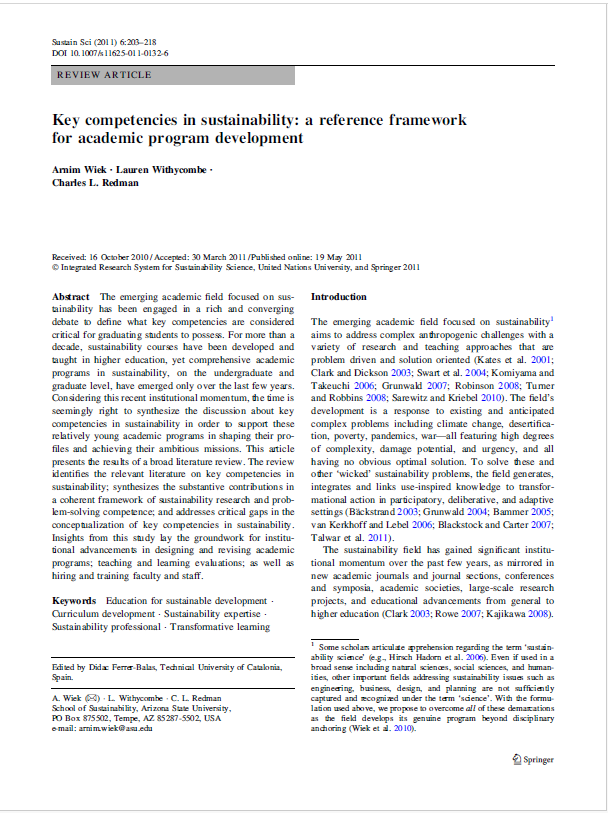 Sustain Sci (2011) 6:203–218
DOI 10.1007/s11625-011-0132-6
REVIEW ARTICLE
Key competencies in sustainability: a reference framework
for academic program development
Arnim Wiek · Lauren Withycombe ·
Charles L. Redman
Received: 16 October 2010 / Accepted: 30 March 2011 / Published online: 19 May 2011
© Integrated Research System for Sustainability Science, United Nations University, and Springer 2011
Abstract The emerging academic field focused on sus-
tainability has been engaged in a rich and converging
debate to define what key competencies are considered
critical for graduating students to possess. For more than a
decade, sustainability courses have been developed and
taught in higher education, yet comprehensive academic
programs in sustainability, on the undergraduate and
graduate level, have emerged only over the last few years.
Considering this recent institutional momentum, the time is
seemingly right to synthesize the discussion about key
competencies in sustainability in order to support these
relatively young academic programs in shaping their pro-
files and achieving their ambitious missions. This article
presents the results of a broad literature review. The review
identifies the relevant literature on key competencies in
sustainability; synthesizes the substantive contributions in
a coherent framework of sustainability research and prob-
lem-solving competence; and addresses critical gaps in the
conceptualization of key competencies in sustainability.
Insights from this study lay the groundwork for institu-
tional advancements in designing and revising academic
programs; teaching and learning evaluations; as well as
hiring and training faculty and staff.
Keywords Education for sustainable development ·
Curriculum development · Sustainability expertise ·
Sustainability professional · Transformative learning
Edited by Didac Ferrer-Balas, Technical University of Catalonia,
Spain.
A. Wiek (✉) · L. Withycombe · C. L. Redman
School of Sustainability, Arizona State University,
PO Box 875502, Tempe, AZ 85287-5502, USA
e-mail: arnim.wiek@asu.edu
Introduction
The emerging academic field focused on sustainability1
aims to address complex anthropogenic challenges with a
variety of research and teaching approaches that are
problem driven and solution oriented (Kates et al. 2001;
Clark and Dickson 2003; Swart et al. 2004; Komiyama and
Takeuchi 2006; Grunwald 2007; Robinson 2008; Turner
and Robbins 2008; Sarewitz and Kriebel 2010). The field's
development is a response to existing and anticipated
complex problems including climate change, desertifica-
tion, poverty, pandemics, war—all featuring high degrees
of complexity, damage potential, and urgency, and all
having no obvious optimal solution. To solve these and
other 'wicked' sustainability problems, the field generates,
integrates and links use-inspired knowledge to transfor-
mational action in participatory, deliberative, and adaptive
settings (Bäckstrand 2003; Grunwald 2004; Bammer 2005;
van Kerkhoff and Lebel 2006; Blackstock and Carter 2007;
Talwar et al. 2011).
The sustainability field has gained significant institu-
tional momentum over the past few years, as mirrored in
new academic journals and journal sections, conferences
and symposia, academic societies, large-scale research
projects, and educational advancements from general to
higher education (Clark 2003; Rowe 2007; Kajikawa 2008).
1 Some scholars articulate apprehension regarding the term 'sustain-
ability science' (e.g., Hirsch Hadorn et al. 2006). Even if used in a
broad sense including natural sciences, social sciences, and human-
ities, other important fields addressing sustainability issues such as
engineering, business, design, and planning are not sufficiently
captured and recognized under the term 'science'. With the formu-
lation used above, we propose to overcome all of these demarcations
as the field develops its genuine program beyond disciplinary
anchoring (Wiek et al. 2010).
Springer